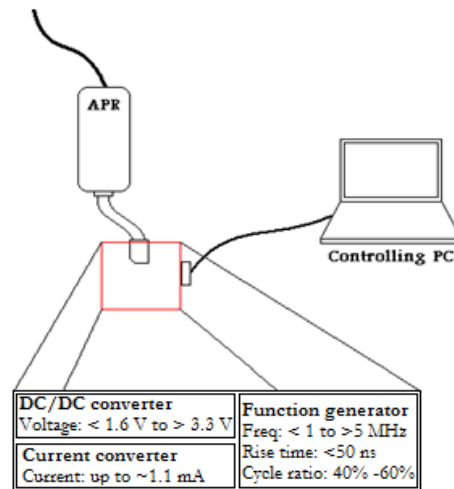 APR
Controlling PC
DC/DC converter
Voltage: < 1.6 V to > 3.3 V
Current converter
Current: up to ~1.1 mA
Function generator
Freq: < 1 to >5 MHz
Rise time: <50 ns
Cycle ratio: 40% -60%